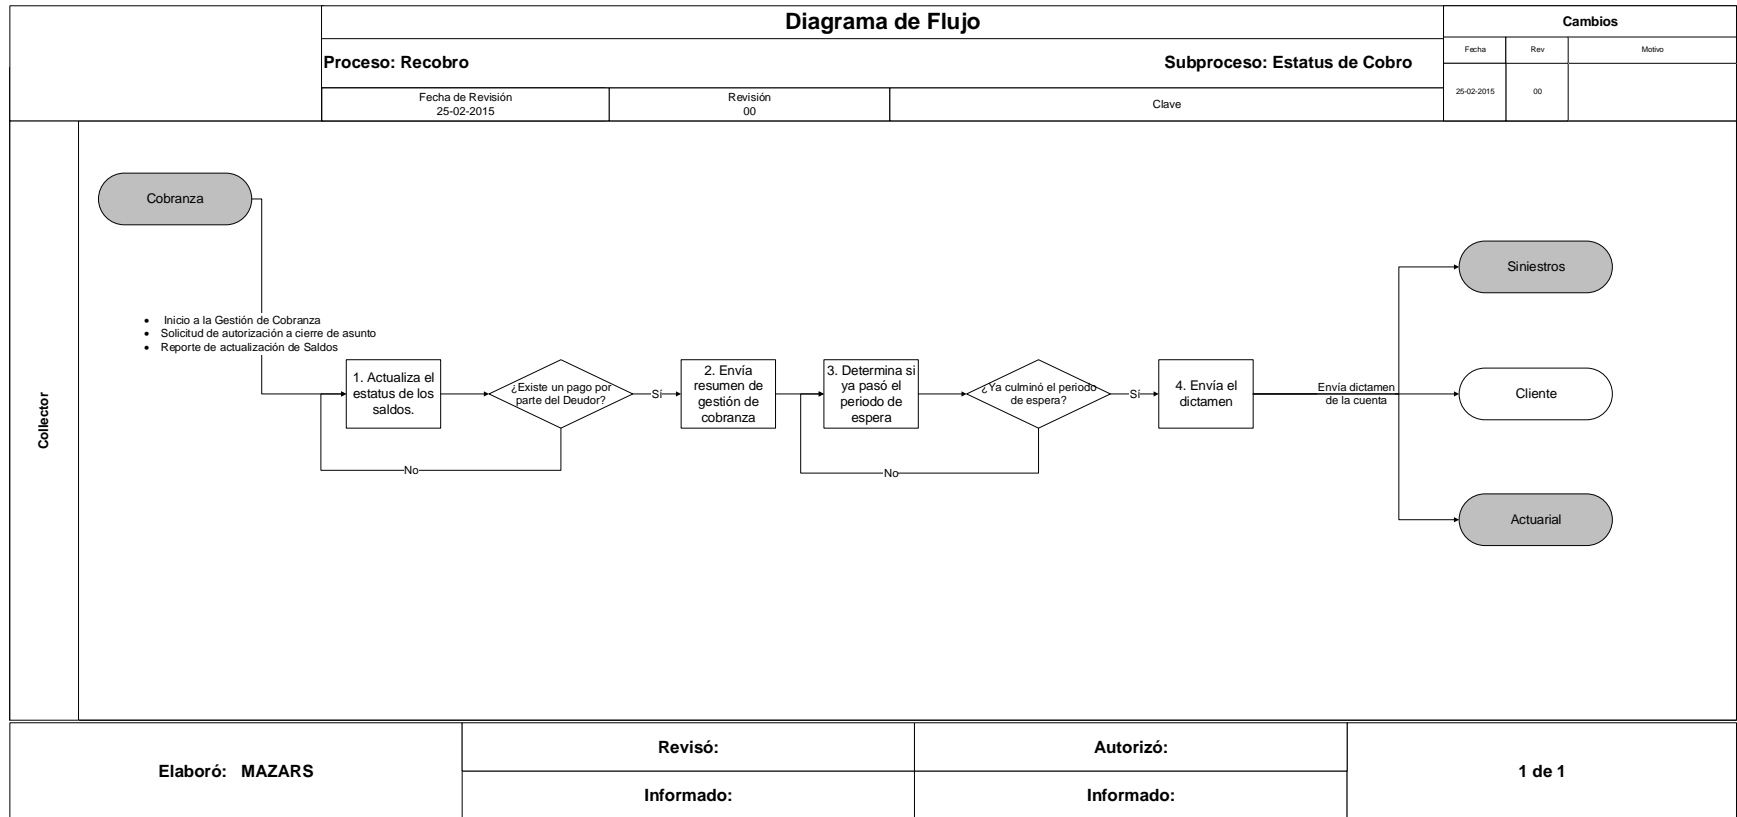 Diagrama de Flujo
Cambios
Proceso: Recobro
Subproceso: Estatus de Cobro
Fecha
Rev
Motivo
Fecha de Revisión
25-02-2015
Revisión
00
Clave
25-02-2015
00
Collector
Cobranza
• Inicio a la Gestión de Cobranza
• Solicitud de autorización a cierre de asunto
• Reporte de actualización de Saldos
1. Actualiza el
estatus de los
saldos.
¿Existe un pago por
parte del Deudor?
Sí
No
2. Envía
resumen de
gestión de
cobranza
3. Determina si
ya pasó el
periodo de
espera
¿Ya culminó el periodo
de espera?
Sí
No
4. Envía el
dictamen
Envía dictamen
de la cuenta
Siniestros
Cliente
Actuarial
Elaboró: MAZARS
Revisó:
Autorizó:
Informado:
Informado:
1 de 1